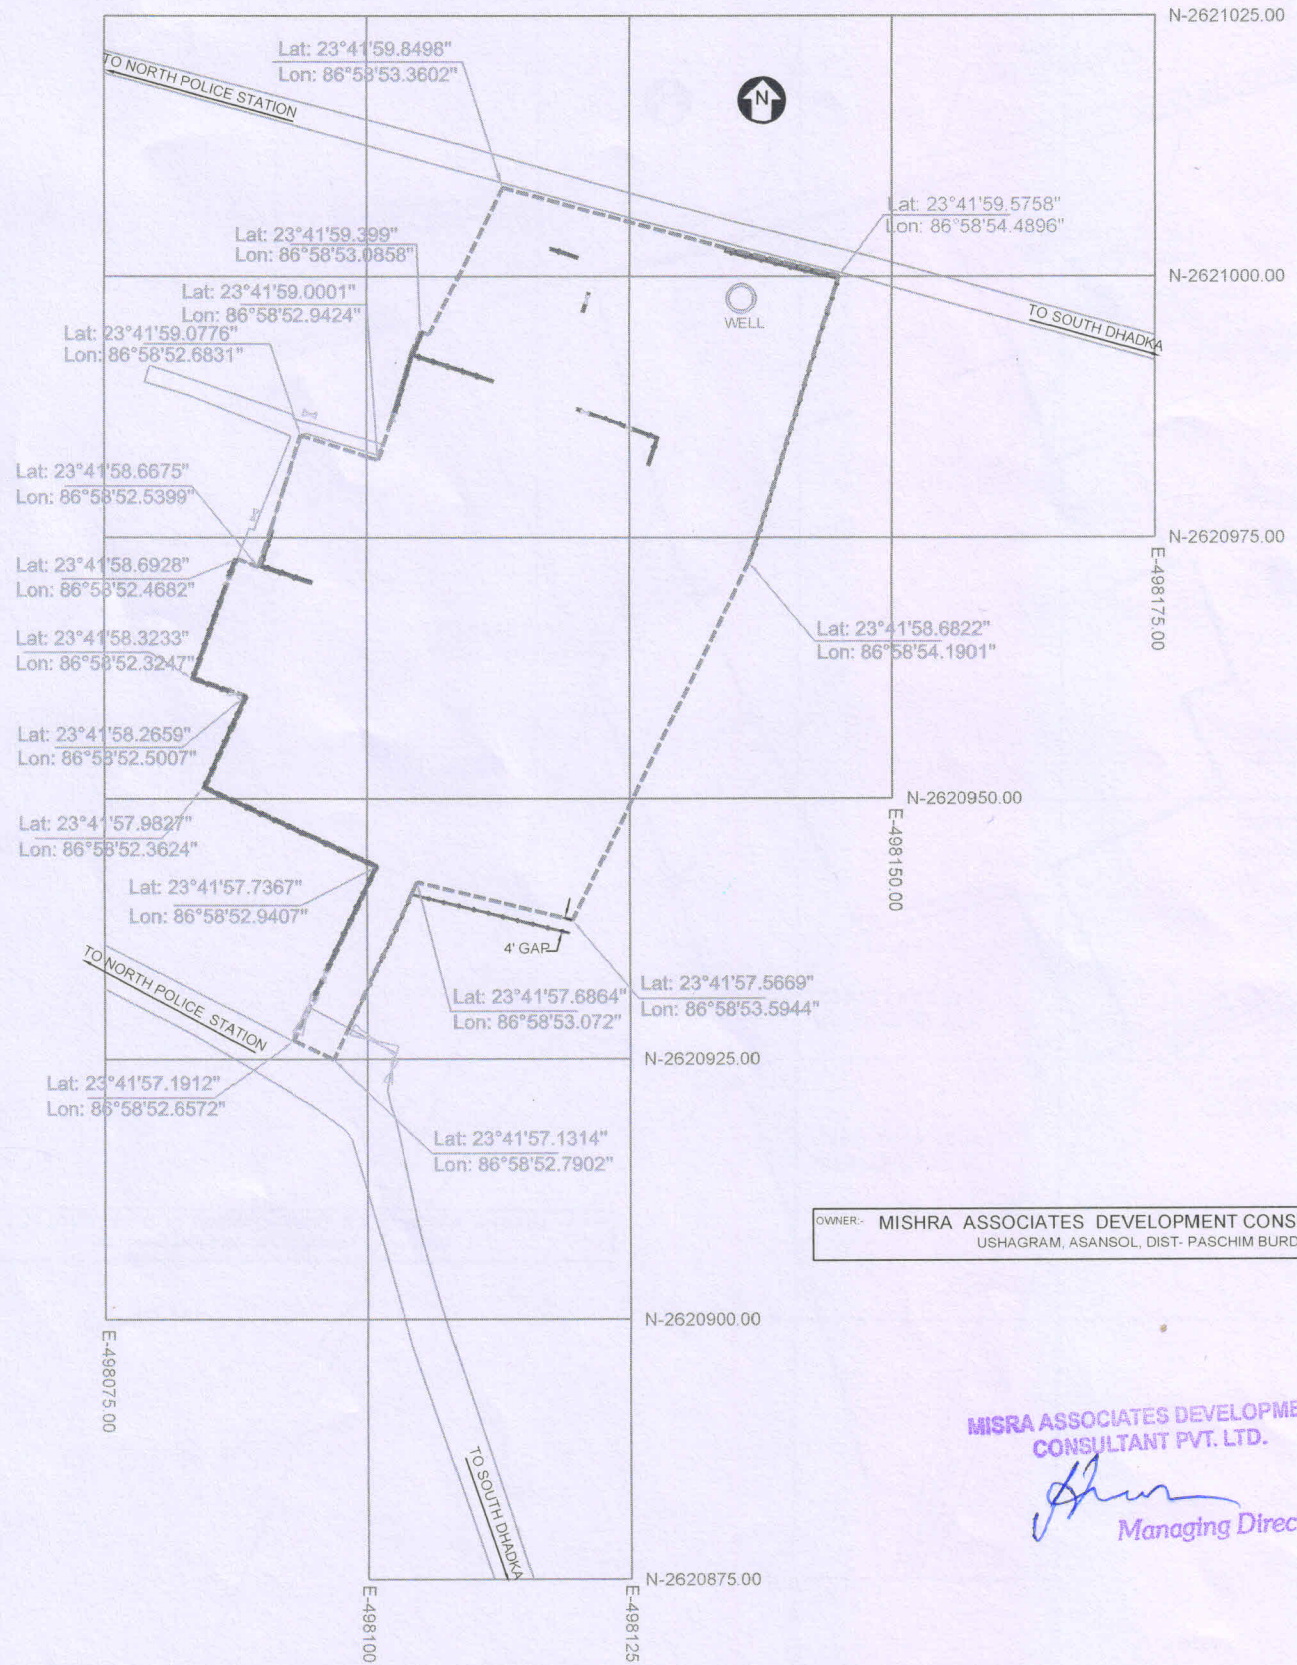 N-2621025.00
Lat: 23°41'59.8498"
Lon: 86°58'53.3602"
TO NORTH POLICE STATION
N
Lat: 23°41'59.5758"
Lon: 86°58'54.4896"
Lat: 23°41'59.399"
Lon: 86°58'53.0858"
N-2621000.00
Lat: 23°41'59.0001"
Lon: 86°58'52.9424"
WELL
TO SOUTH DHADKA
Lat: 23°41'59.0776"
Lon: 86°58'52.6831"
Lat: 23°41'58.6675"
Lon: 86°58'52.5399"
N-2620975.00
E-498175.00
Lat: 23°41'58.6928"
Lon: 86°58'52.4682"
Lat: 23°41'58.3233"
Lon: 86°58'52.3247"
Lat: 23°41'58.6822"
Lon: 86°58'54.1901"
Lat: 23°41'58.2659"
Lon: 86°58'52.5007"
N-2620950.00
E-498150.00
Lat: 23°41'57.9827"
Lon: 86°58'52.3624"
Lat: 23°41'57.7367"
Lon: 86°58'52.9407"
4' GAP
TO NORTH POLICE STATION
Lat: 23°41'57.6864"
Lon: 86°58'53.072"
Lat: 23°41'57.5669"
Lon: 86°58'53.5944"
N-2620925.00
Lat: 23°41'57.1912"
Lon: 86°58'52.6572"
Lat: 23°41'57.1314"
Lon: 86°58'52.7902"
OWNER:- MISHRA ASSOCIATES DEVELOPMENT CONS
USHAGRAM, ASANSOL, DIST- PASCHIM BURD
N-2620900.00
E-498075.00
MISRA ASSOCIATES DEVELOPME
CONSULTANT PVT. LTD.
Managing Direc
TO SOUTH DHADKA
N-2620875.00
E-498100
E-498125